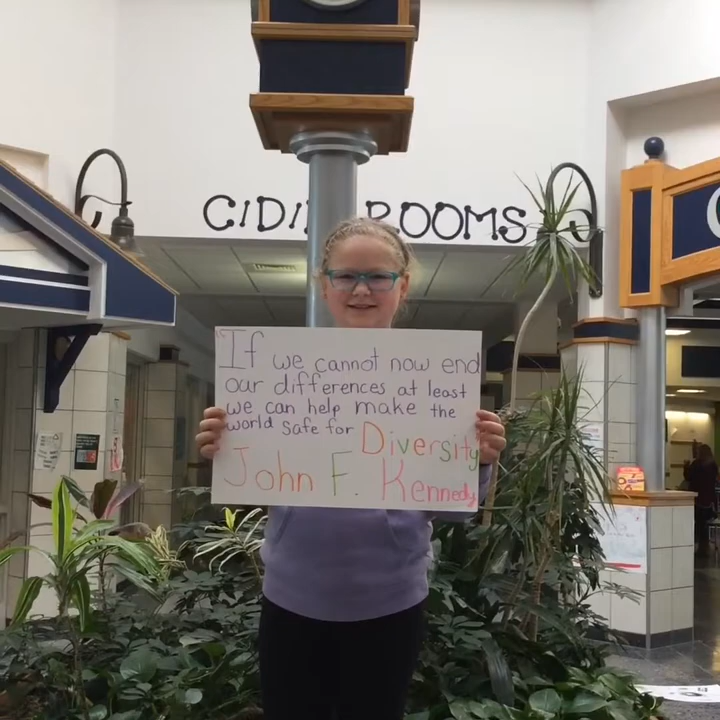 CIDI ROOMS
"If we cannot now end
our differences at least
we can help make the
world safe for Diversity
John F. Kennedy